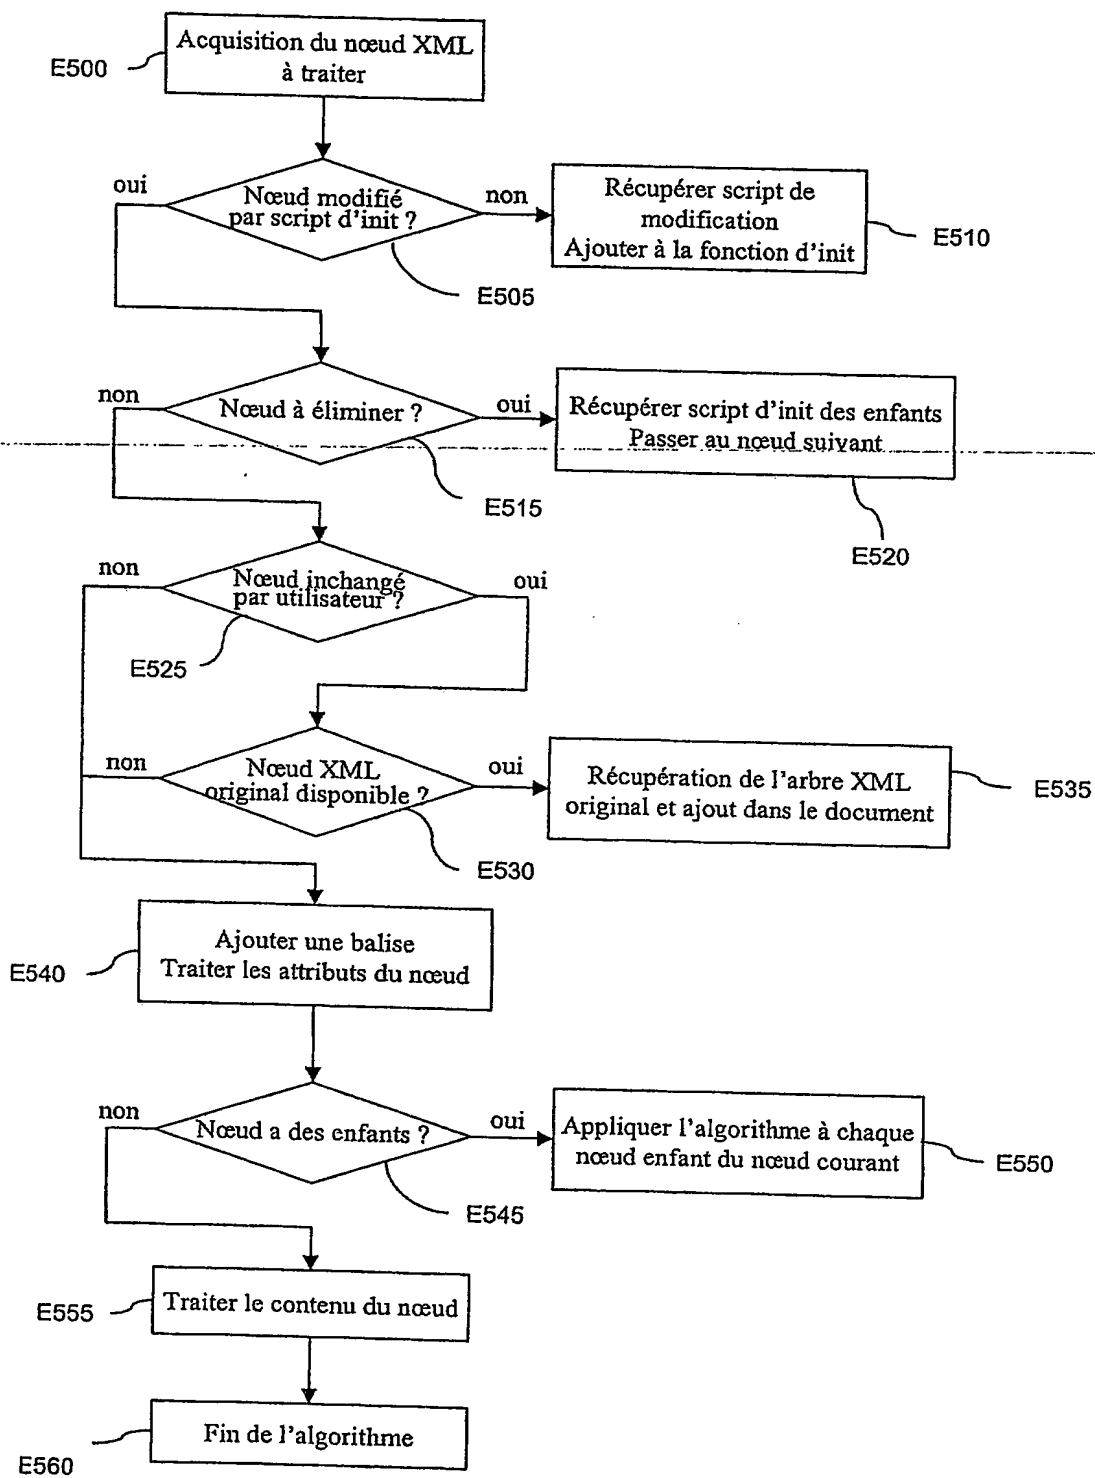 Acquisition du nœud XML
à traiter
E500
oui
Nœud modifié
par script d'init ?
non
Récupérer script de
modification
Ajouter à la fonction d'init
E510
E505
non
Nœud à éliminer ?
oui
Récupérer script d'init des enfants
Passer au nœud suivant
E515
E520
non
Nœud inchangé
par utilisateur ?
oui
E525
non
Nœud XML
original disponible ?
oui
Récupération de l'arbre XML
original et ajout dans le document
E535
E530
Ajouter une balise
Traiter les attributs du nœud
E540
non
Nœud a des enfants ?
oui
Appliquer l'algorithme à chaque
nœud enfant du nœud courant
E550
E545
Traiter le contenu du nœud
E555
Fin de l'algorithme
E560